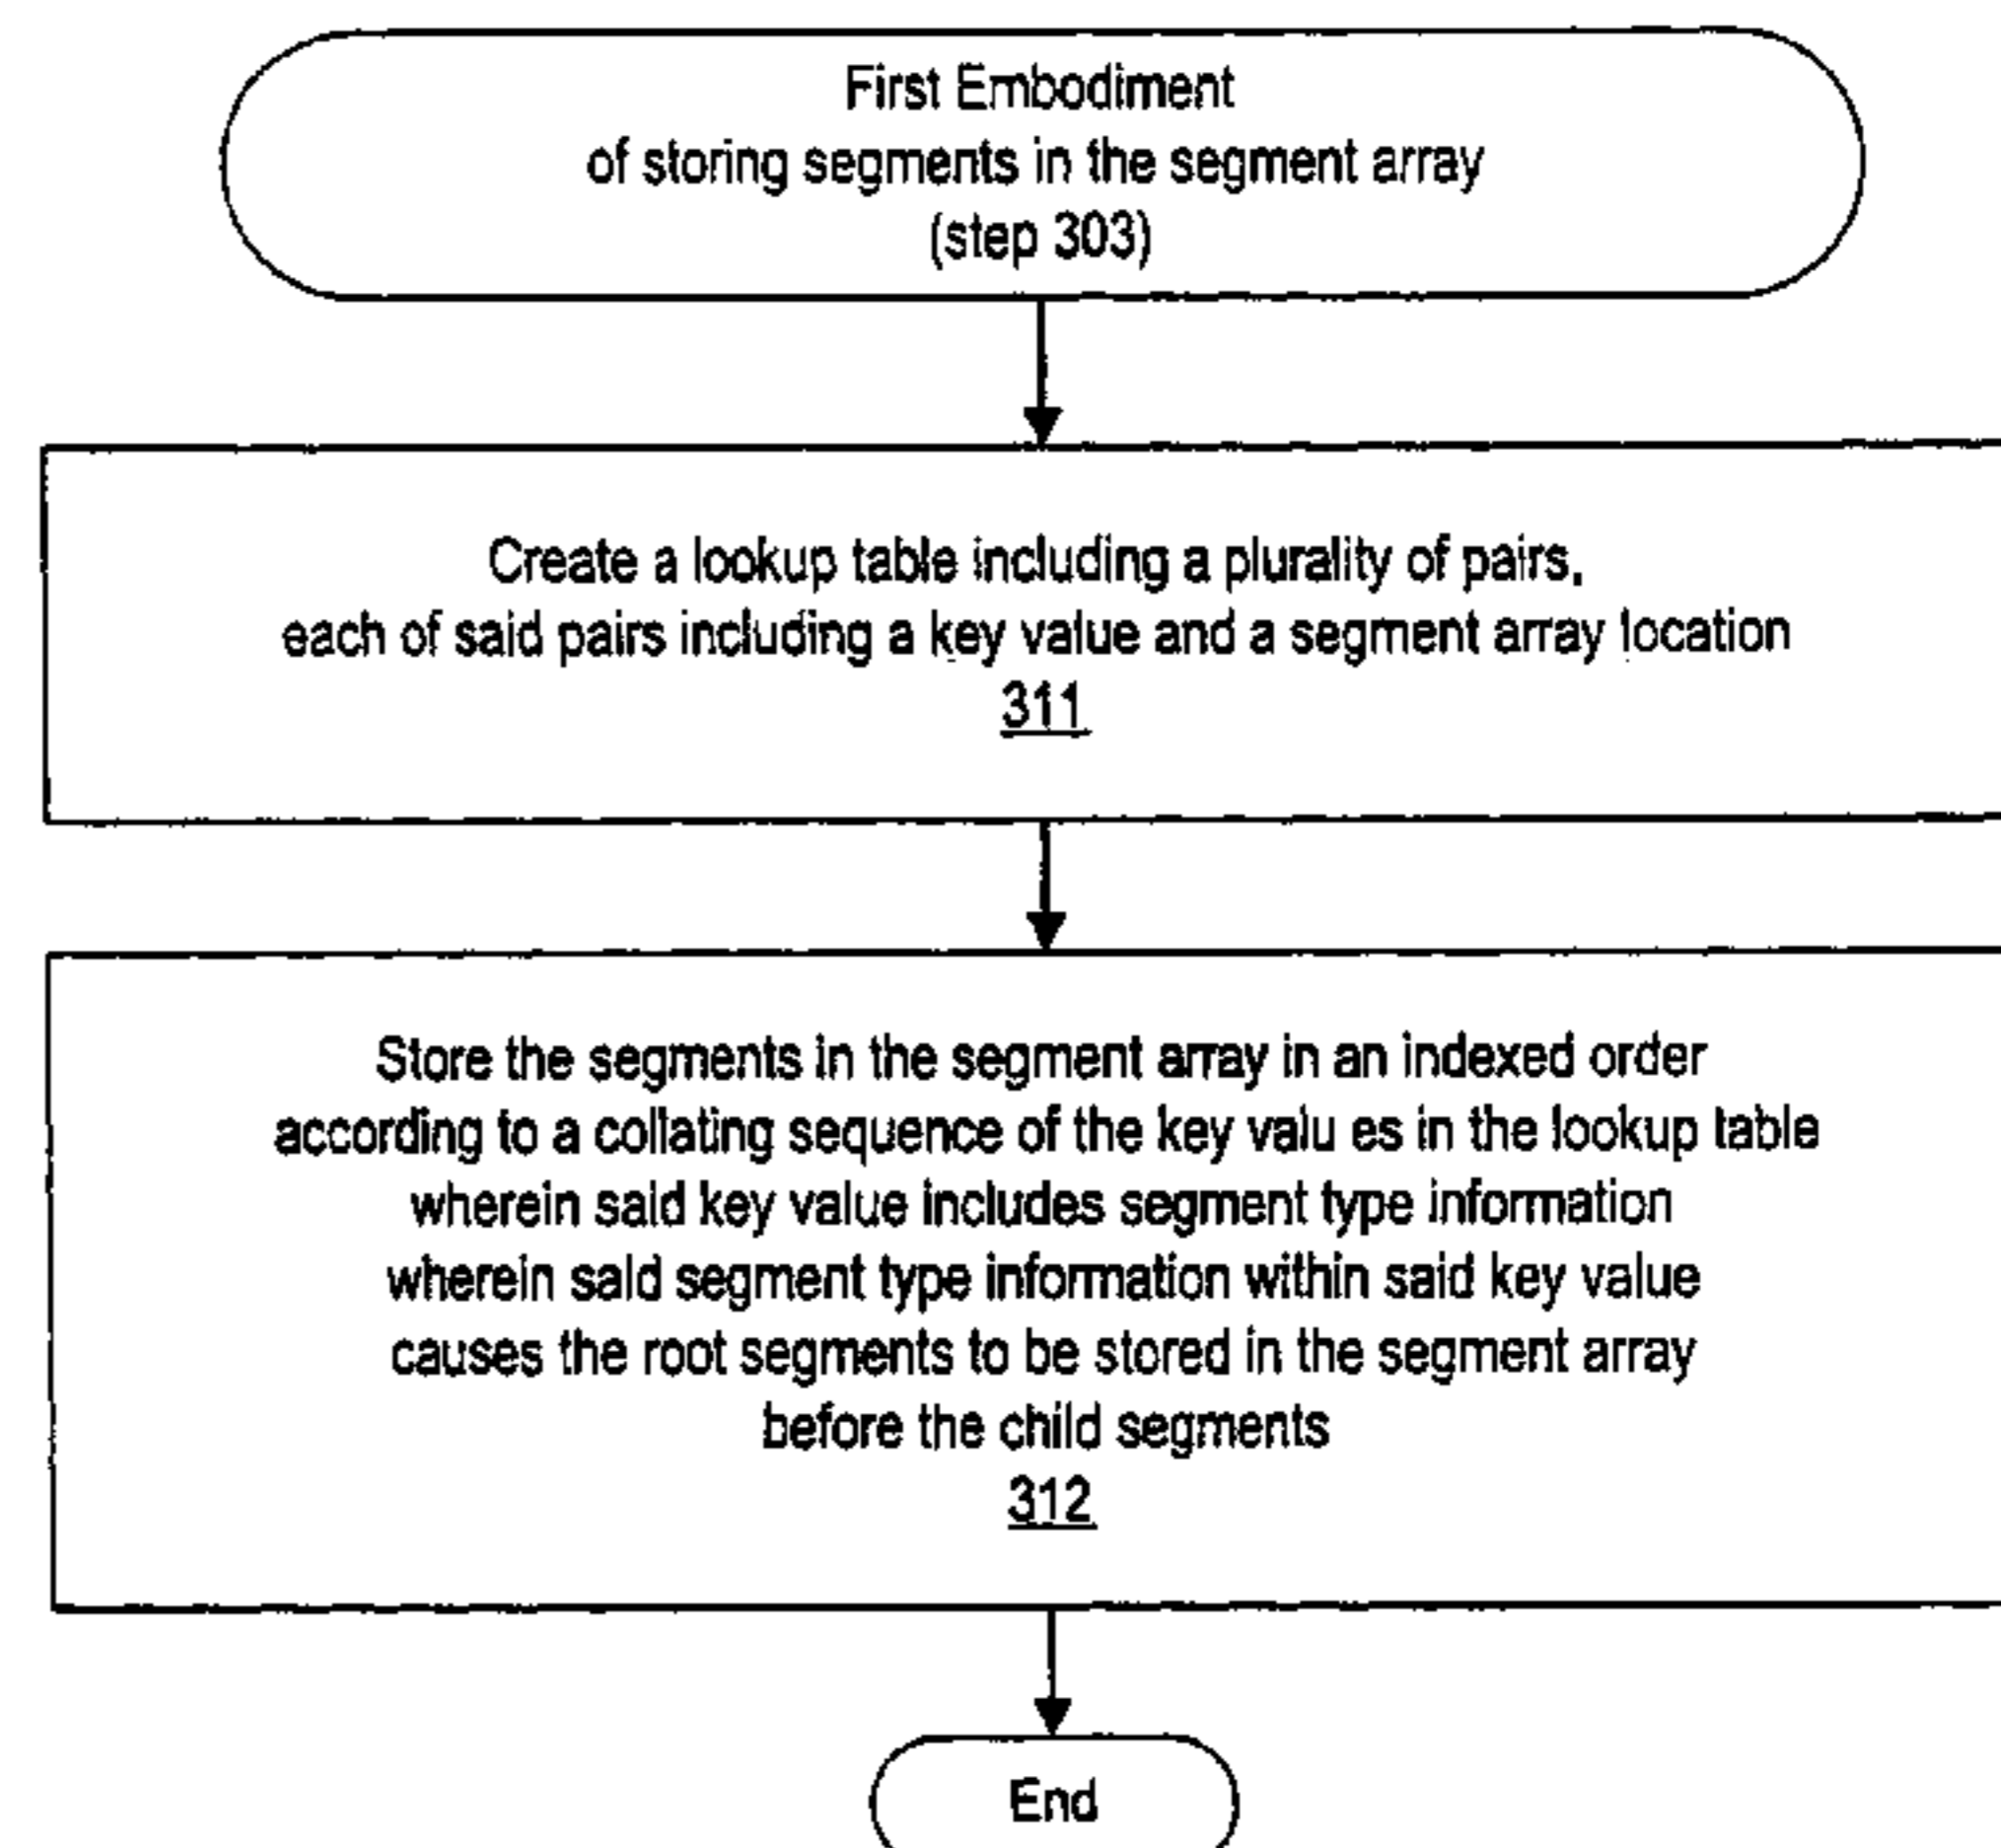 First Embodiment
of storing segments in the segment array
(step 303)
Create a lookup table including a plurality of pairs,
each of said pairs including a key value and a segment array location
311
Store the segments in the segment array in an indexed order
according to a collating sequence of the key valu es in the lookup table
wherein said key value includes segment type information
wherein said segment type information within said key value
causes the root segments to be stored in the segment array
before the child segments
312
End